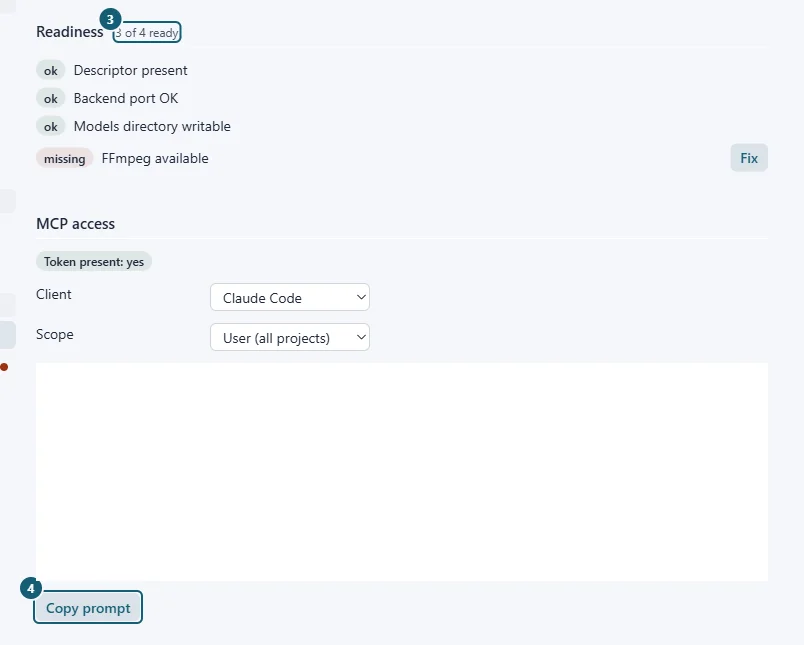 3
Readiness 3 of 4 ready
ok Descriptor present
ok Backend port OK
ok Models directory writable
missing FFmpeg available Fix
MCP access
Token present: yes
Client Claude Code
Scope User (all projects)
4
Copy prompt